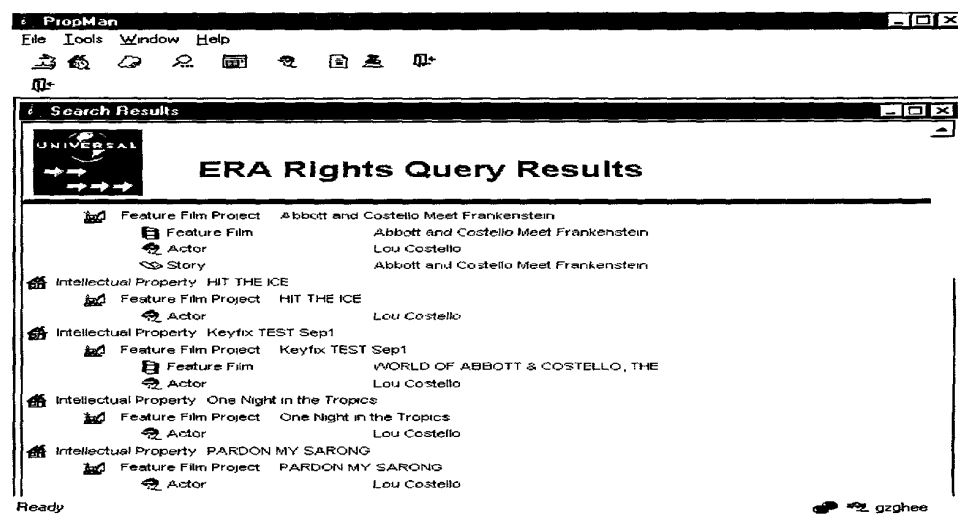 PropMan
File Tools Window Help
Search Results
UNIVERSAL
ERA Rights Query Results
Feature Film Project Abbott and Costello Meet Frankenstein
Feature Film Abbott and Costello Meet Frankenstein
Actor Lou Costello
Story Abbott and Costello Meet Frankenstein
Intellectual Property HIT THE ICE
Feature Film Project HIT THE ICE
Actor Lou Costello
Intellectual Property Keyfix TEST Sep1
Feature Film Project Keyfix TEST Sep1
Feature Film WORLD OF ABBOTT & COSTELLO, THE
Actor Lou Costello
Intellectual Property One Night in the Tropics
Feature Film Project One Night in the Tropics
Actor Lou Costello
Intellectual Property PARDON MY SARONG
Feature Film Project PARDON MY SARONG
Actor Lou Costello
Ready gzghee